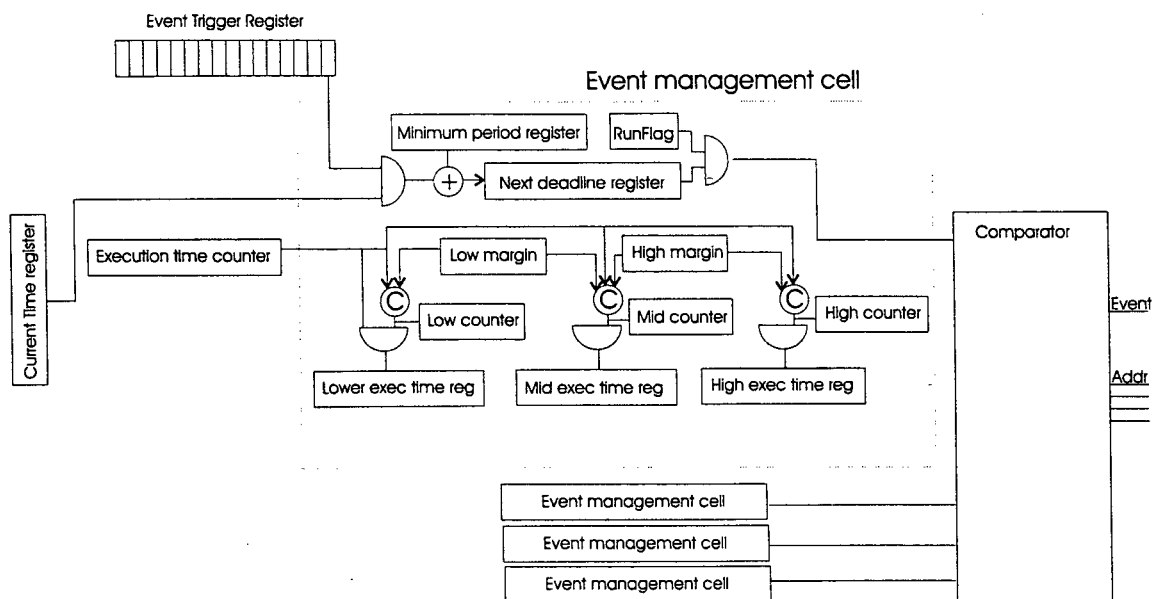 Event Trigger Register
Event management cell
Minimum period register
RunFlag
+
Next deadline register
Current Time register
Execution time counter
Low margin
High margin
Comparator
C
C
C
Low counter
Mid counter
High counter
Event
Lower exec time reg
Mid exec time reg
High exec time reg
Addr
Event management cell
Event management cell
Event management cell